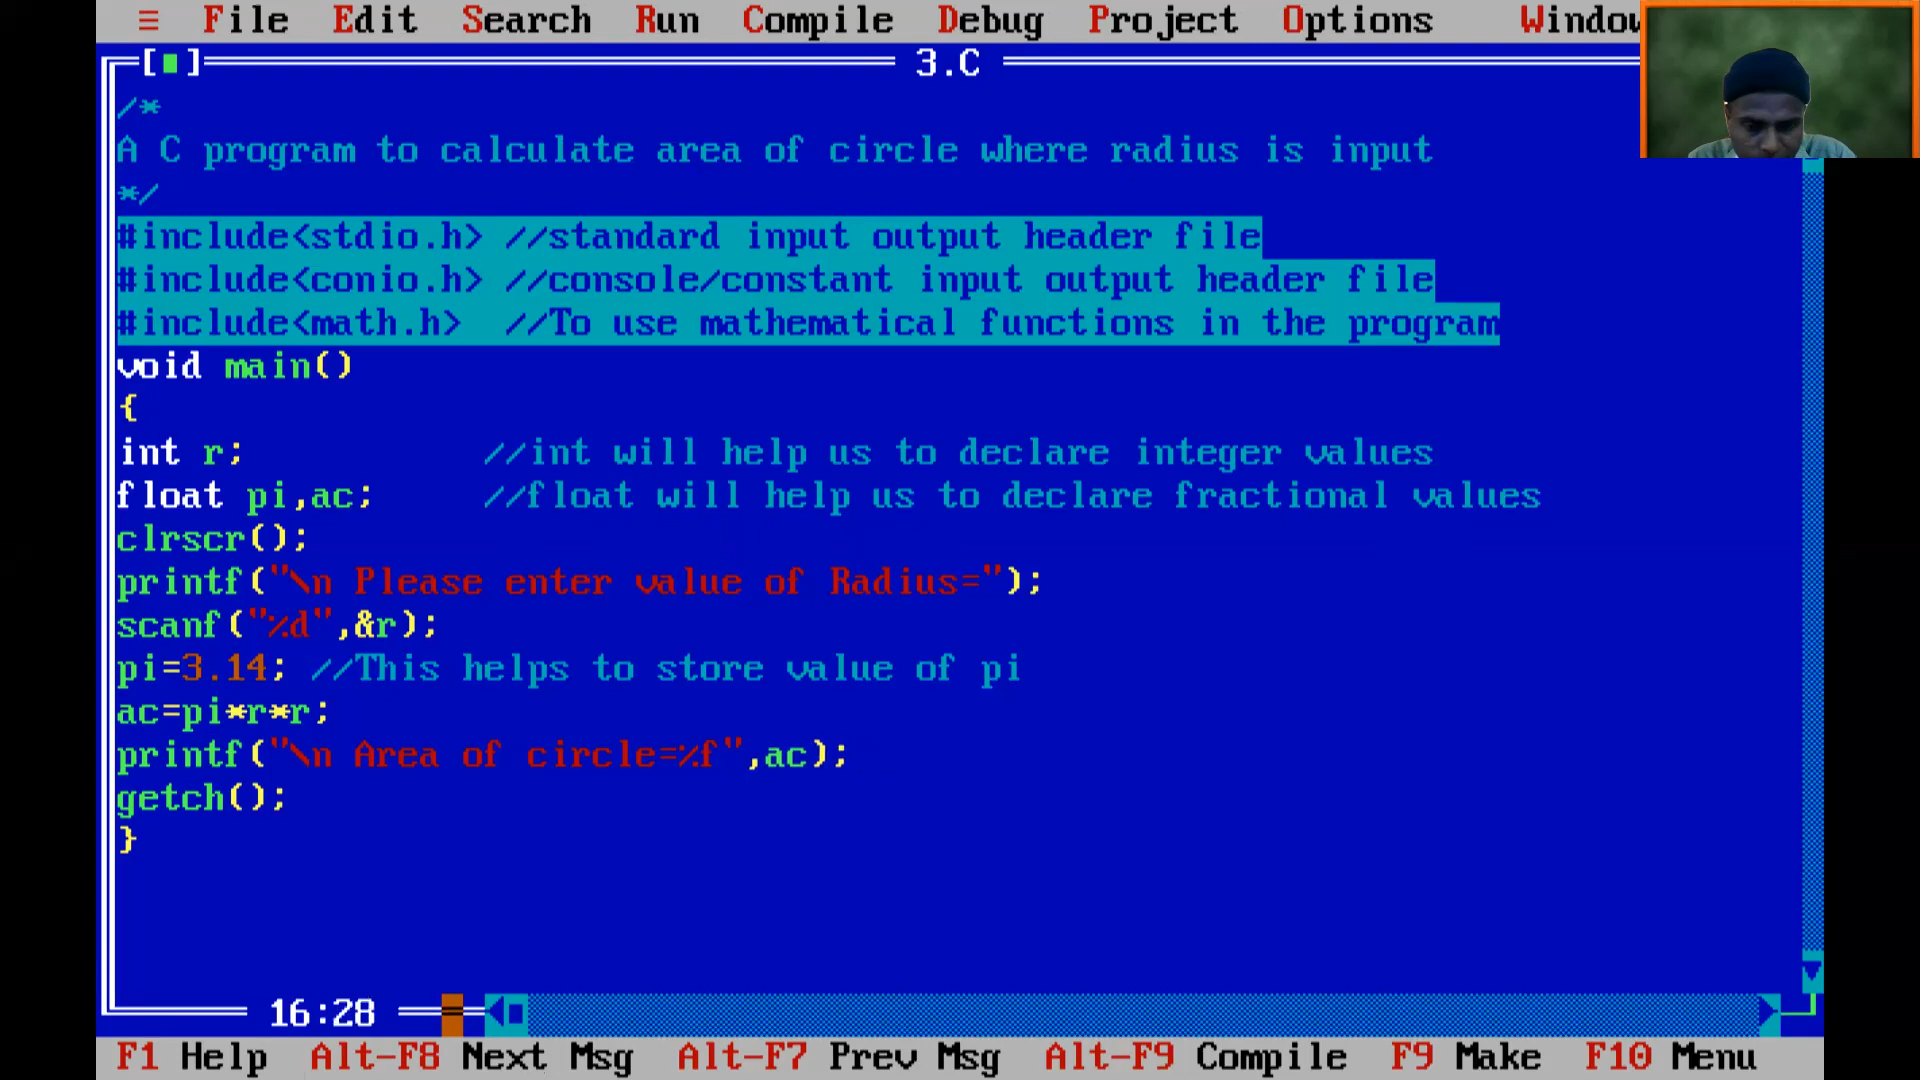 ≡ File Edit Search Run Compile Debug Project Options Window
[■] 3.C
/*
A C program to calculate area of circle where radius is input
*/
#include<stdio.h> //standard input output header file
#include<conio.h> //console/constant input output header file
#include<math.h>  //To use mathematical functions in the program
void main()
{
int r;           //int will help us to declare integer values
float pi,ac;     //float will help us to declare fractional values
clrscr();
printf("\n Please enter value of Radius=");
scanf("%d",&r);
pi=3.14; //This helps to store value of pi
ac=pi*r*r;
printf("\n Area of circle=%f",ac);
getch();
}
16:28
F1 Help Alt-F8 Next Msg Alt-F7 Prev Msg Alt-F9 Compile F9 Make F10 Menu